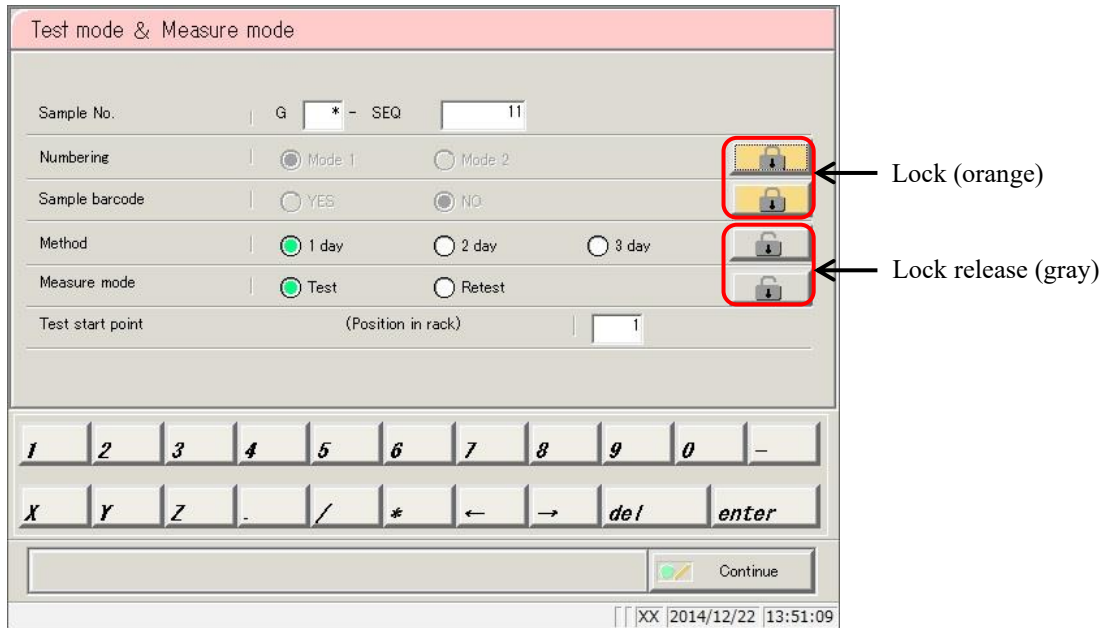 Test mode & Measure mode
Sample No. G * - SEQ 11
Numbering Mode 1 Mode 2
Lock (orange)
Sample barcode YES NO
Method 1 day 2 day 3 day
Lock release (gray)
Measure mode Test Retest
Test start point (Position in rack) 1
1 2 3 4 5 6 7 8 9 0 -
X Y Z . / * ← → del enter
Continue
XX 2014/12/22 13:51:09